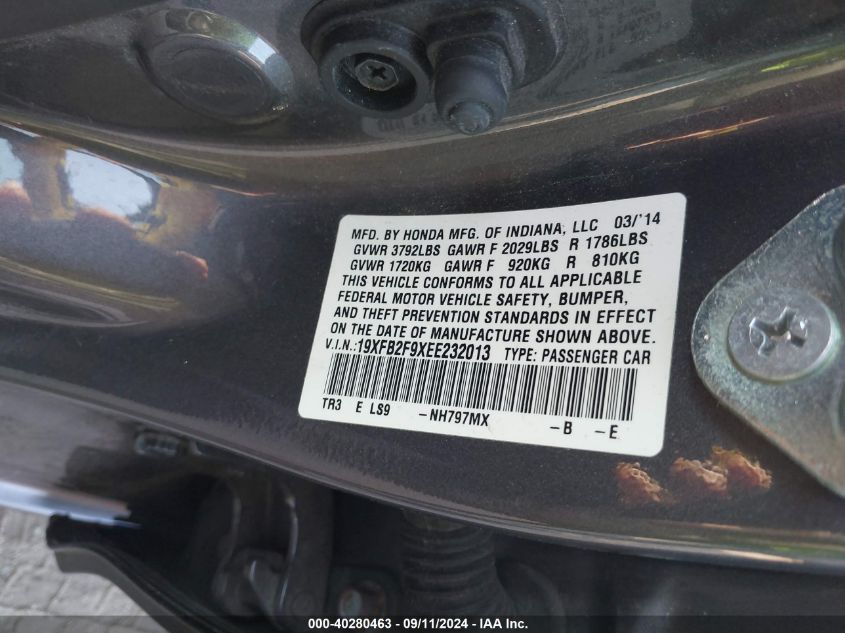 MFD. BY HONDA MFG. OF INDIANA, LLC 03/'14
GVWR 3792LBS GAWR F 2029LBS R 1786LBS
GVWR 1720KG GAWR F 920KG R 810KG
THIS VEHICLE CONFORMS TO ALL APPLICABLE
FEDERAL MOTOR VEHICLE SAFETY, BUMPER,
AND THEFT PREVENTION STANDARDS IN EFFECT
ON THE DATE OF MANUFACTURE SHOWN ABOVE.
V.I.N.:19XFB2F9XEE232013 TYPE: PASSENGER CAR
TR3 E LS9 -NH797MX -B -E
000-40280463 - 09/11/2024 - IAA Inc.